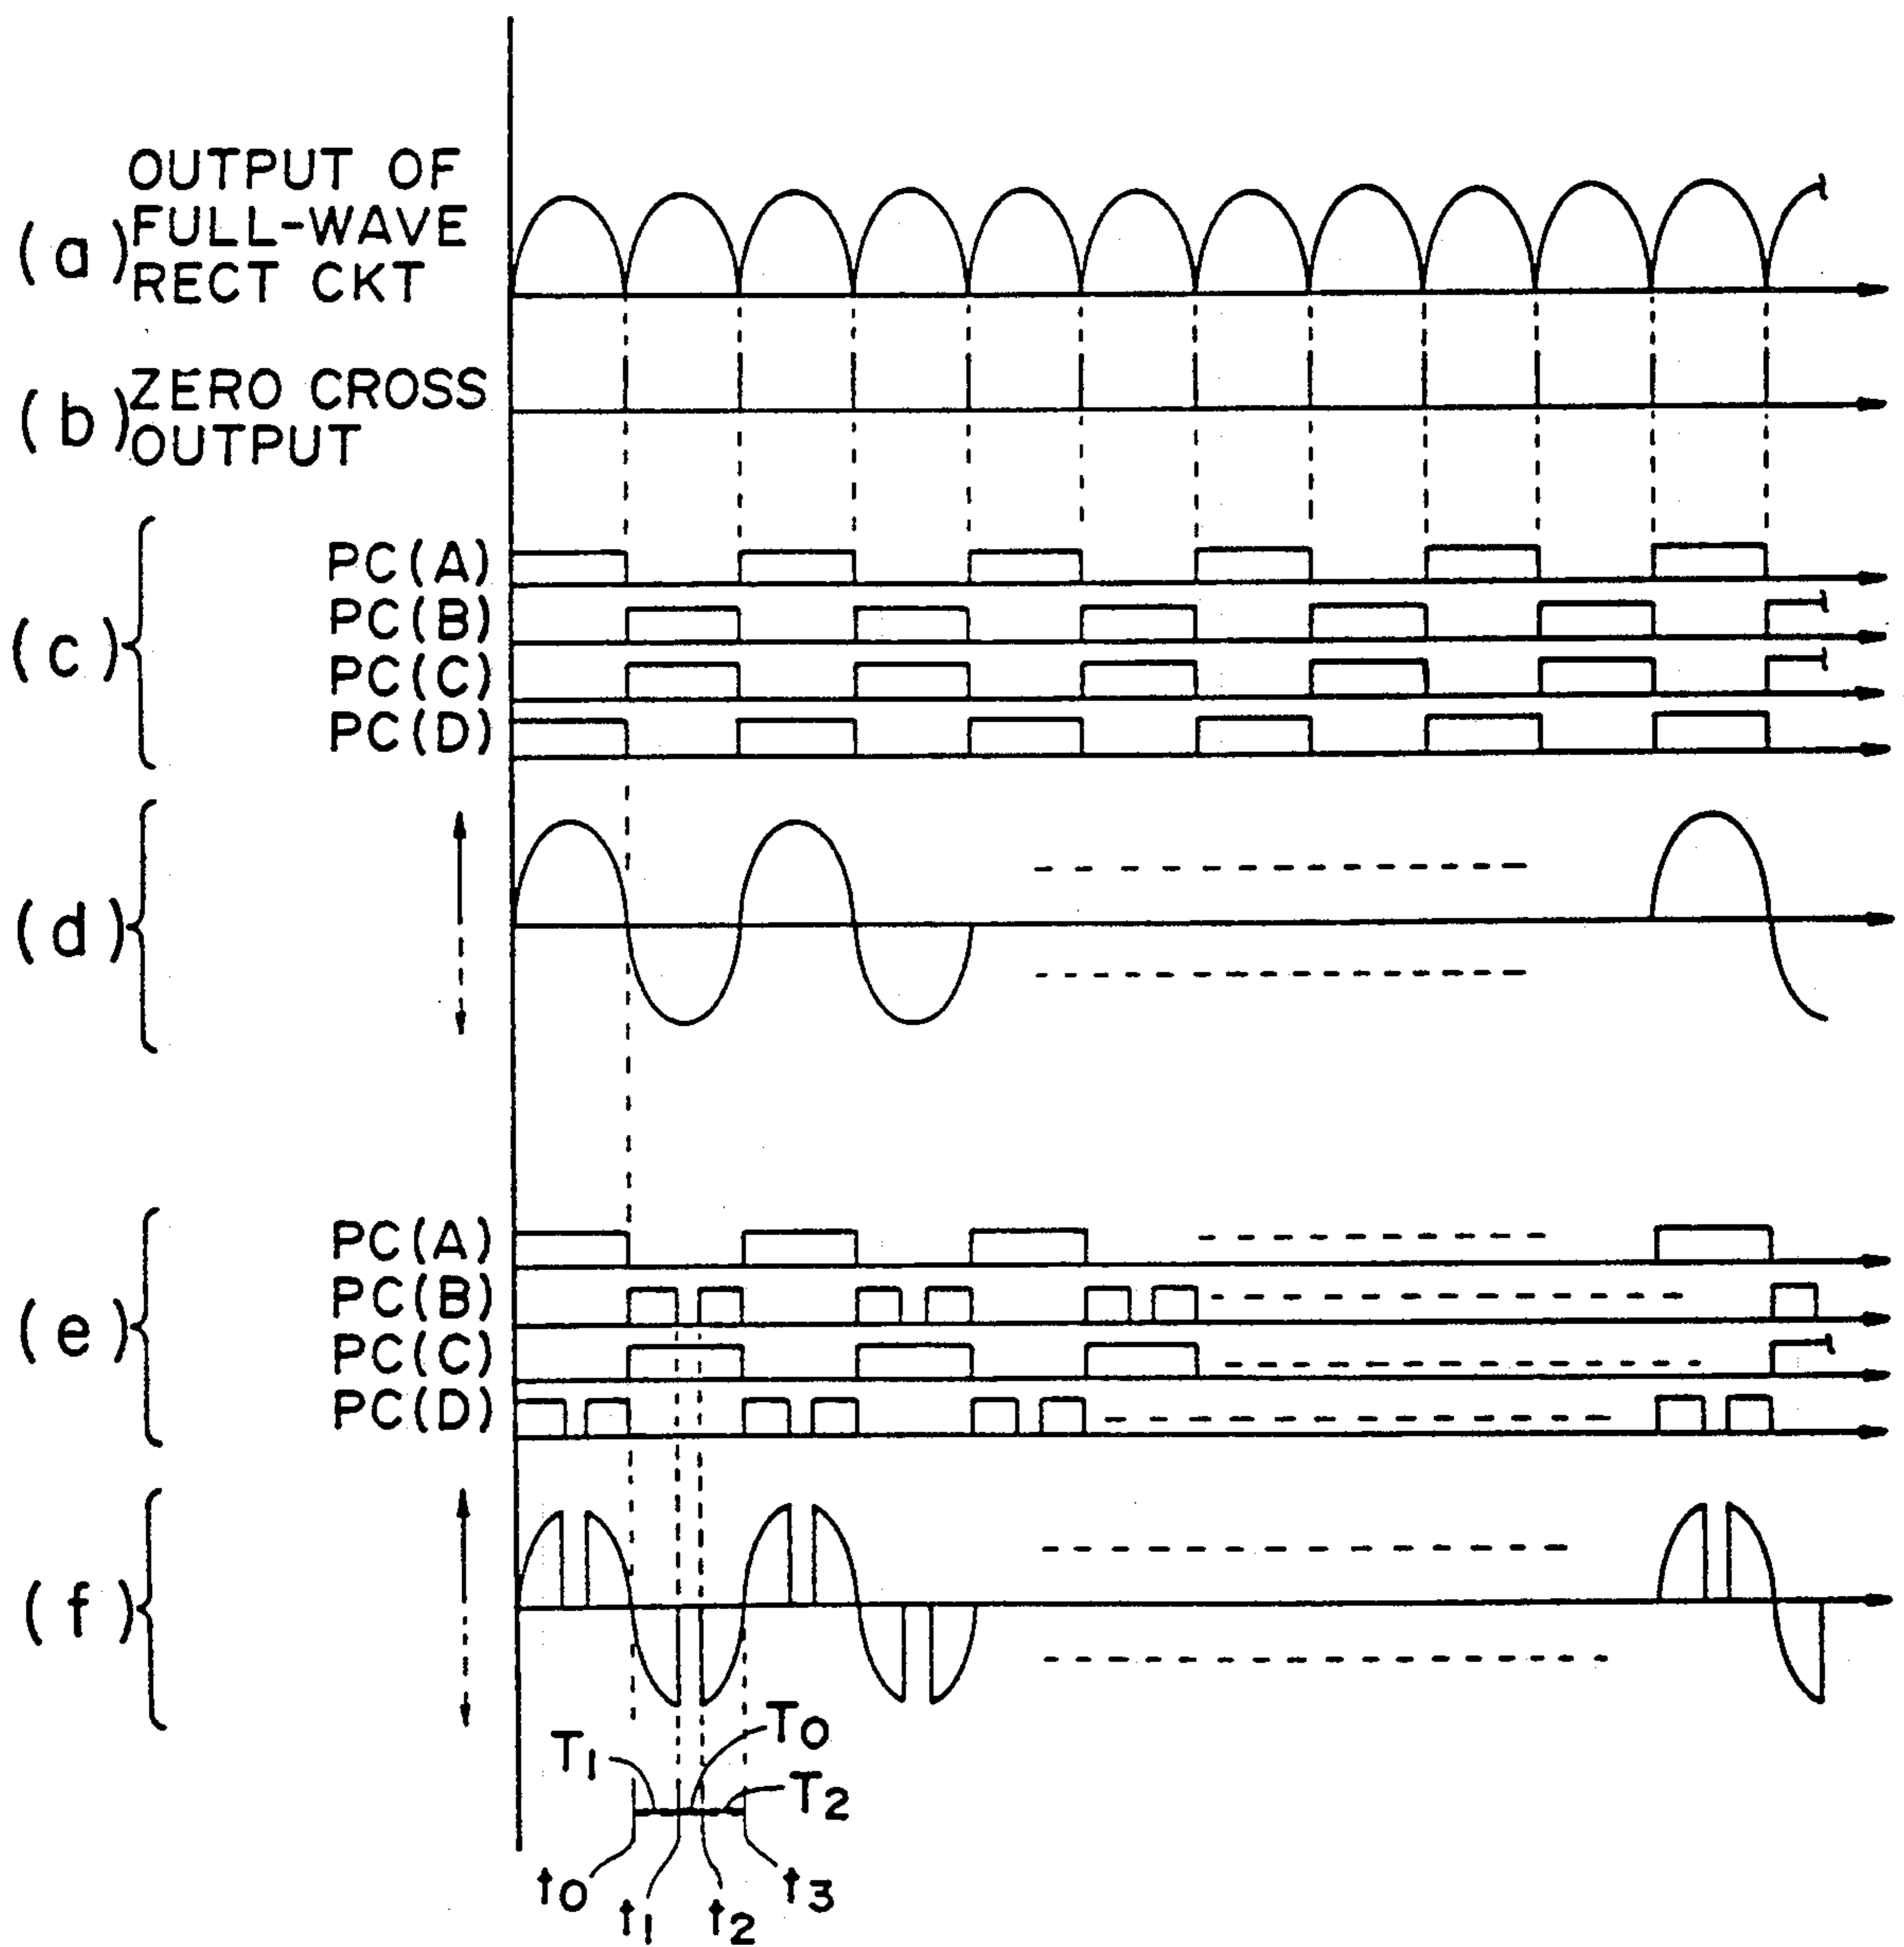 (a) OUTPUT OF
FULL-WAVE
RECT CKT
(b) ZERO CROSS
OUTPUT
(c)
PC(A)
PC(B)
PC(C)
PC(D)
(d)
(e)
PC(A)
PC(B)
PC(C)
PC(D)
(f)
T1
T0
T2
t0
t1
t2
t3